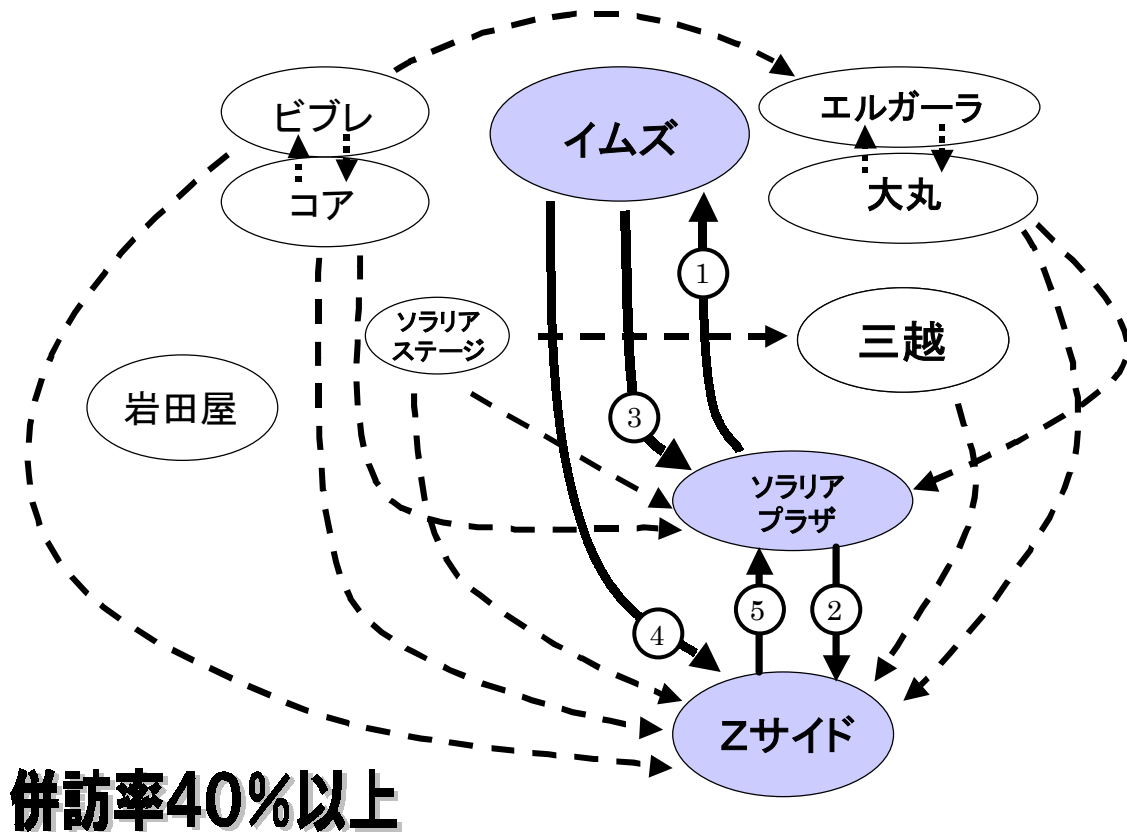 ビブレ
コア
イムズ
エルガーラ
大丸
①
ソラリア
ステージ
三越
岩田屋
③
ソラリア
プラザ
⑤
②
④
Zサイド
併訪率40%以上